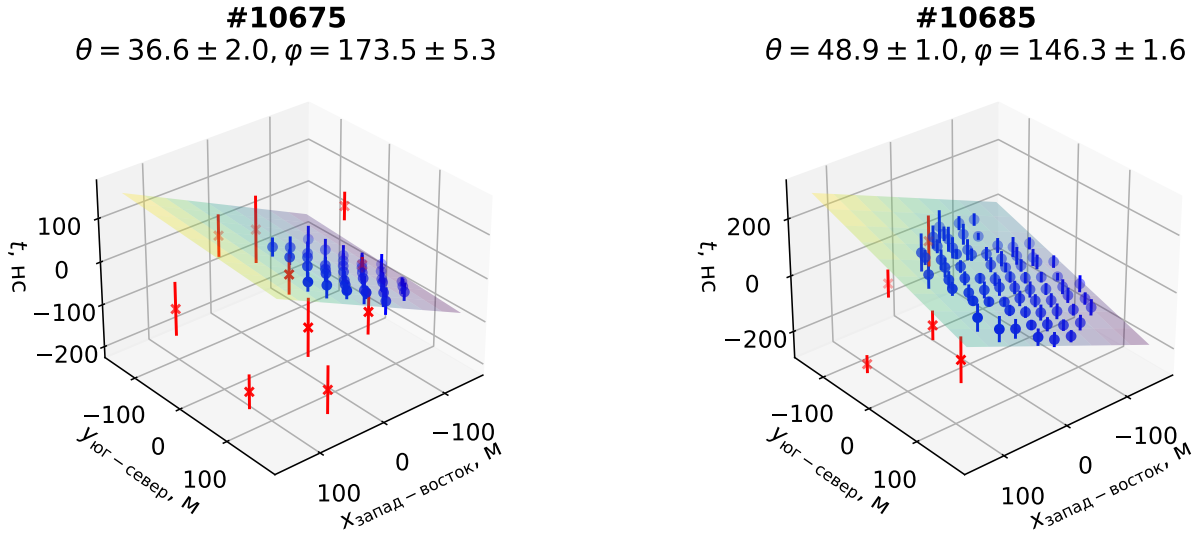 #10675
θ = 36.6 ± 2.0, φ = 173.5 ± 5.3
100
0
−100
−200
t, нс
−100
0
100
y юг − север, м
−100
0
100
x запад − восток, м
#10685
θ = 48.9 ± 1.0, φ = 146.3 ± 1.6
200
0
−200
t, нс
−100
0
100
y юг − север, м
−100
0
100
x запад − восток, м